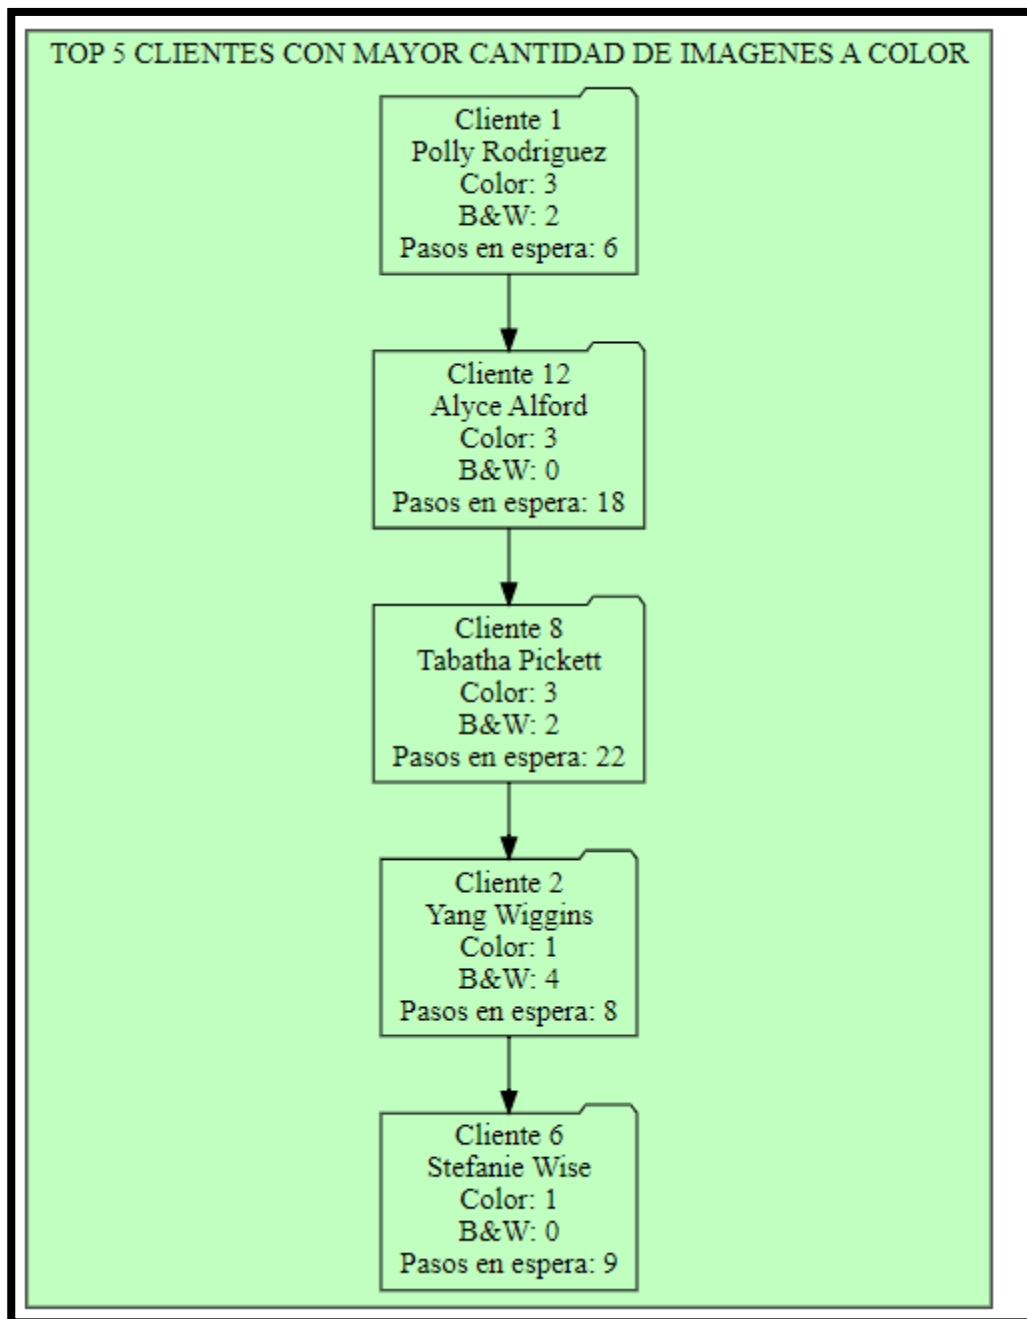 TOP 5 CLIENTES CON MAYOR CANTIDAD DE IMAGENES A COLOR
Cliente 1
Polly Rodriguez
Color: 3
B&W: 2
Pasos en espera: 6
Cliente 12
Alyce Alford
Color: 3
B&W: 0
Pasos en espera: 18
Cliente 8
Tabatha Pickett
Color: 3
B&W: 2
Pasos en espera: 22
Cliente 2
Yang Wiggins
Color: 1
B&W: 4
Pasos en espera: 8
Cliente 6
Stefanie Wise
Color: 1
B&W: 0
Pasos en espera: 9